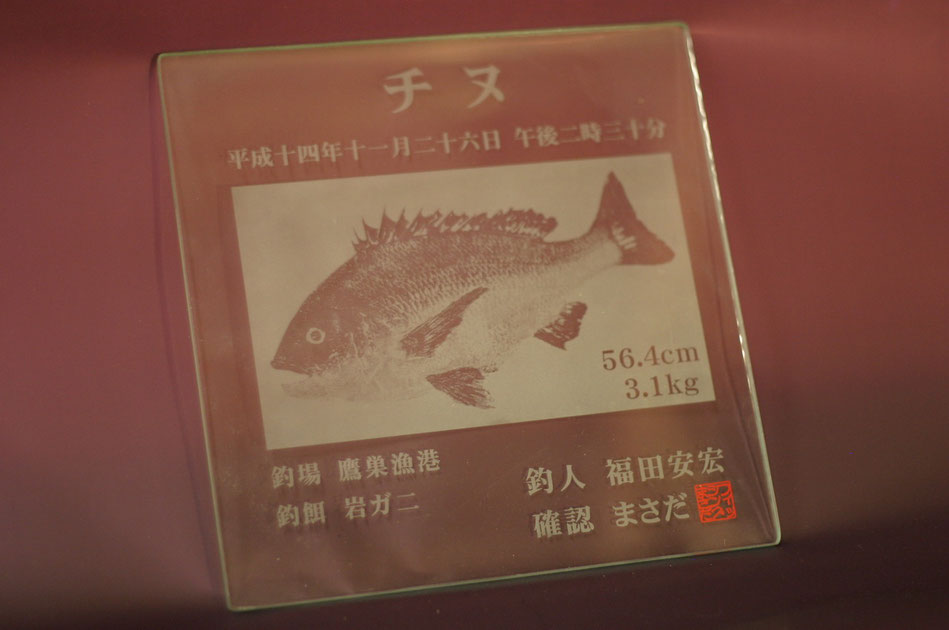 チヌ
平成十四年十一月二十六日 午後二時三十分
56.4cm
3.1kg
釣場 鷹巣漁港
釣餌 岩ガニ
釣人 福田安宏
確認 まさだ